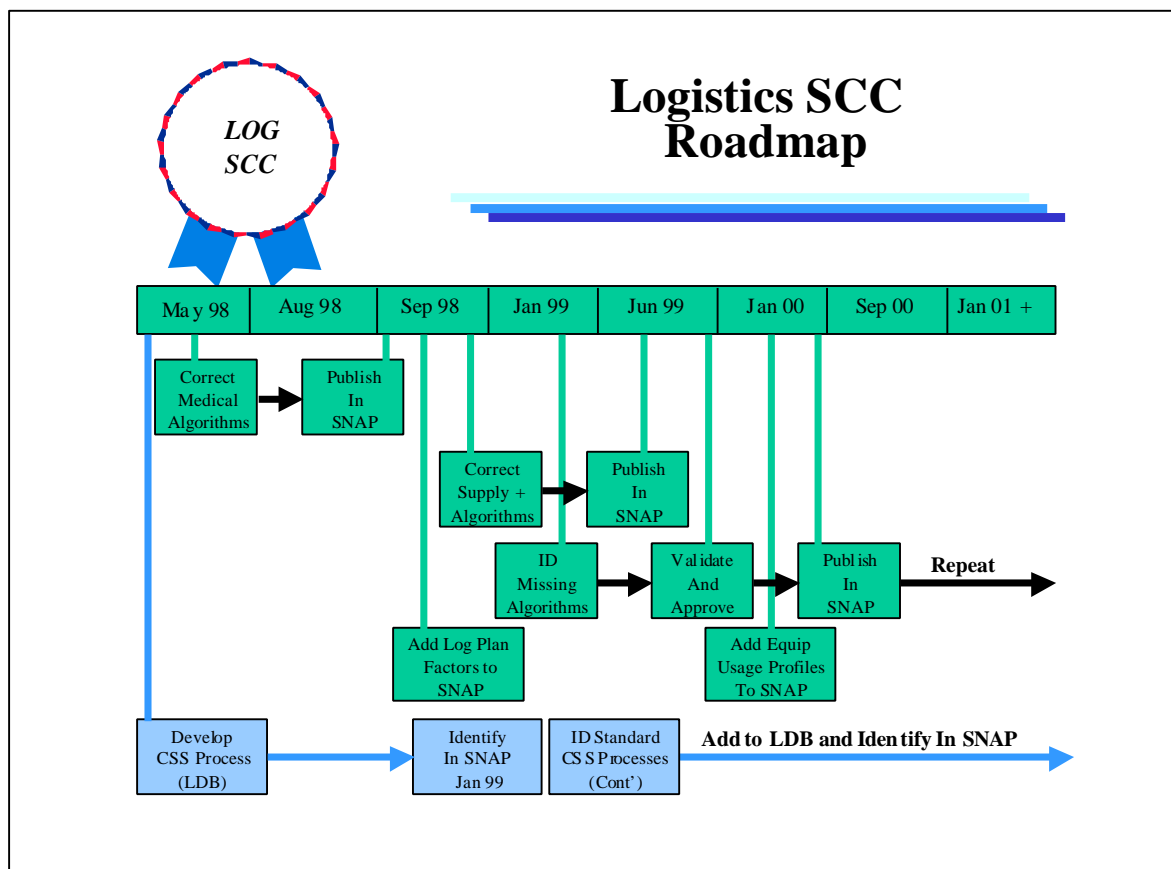 LOG
SCC
Logistics SCC
Roadmap
May 98
Aug 98
Sep 98
Jan 99
Jun 99
Jan 00
Sep 00
Jan 01 +
Correct
Medical
Algorithms
Publish
In
SNAP
Correct
Supply +
Algorithms
Publish
In
SNAP
ID
Missing
Algorithms
Validate
And
Approve
Publish
In
SNAP
Repeat
Add Log Plan
Factors to
SNAP
Add Equip
Usage Profiles
To SNAP
Develop
CSS Process
(LDB)
Identify
In SNAP
Jan 99
ID Standard
CSS Processes
(Cont')
Add to LDB and Identify In SNAP